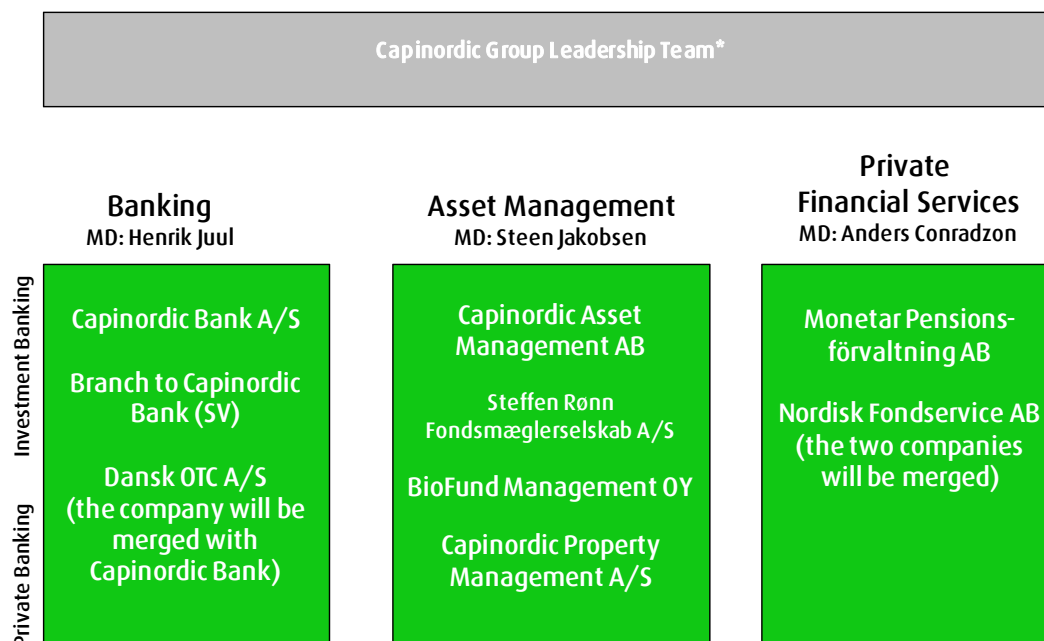 Capinordic Group Leadership Team*
Banking
MD: Henrik Juul
Asset Management
MD: Steen Jakobsen
Private
Financial Services
MD: Anders Conradzon
Investment Banking
Private Banking
Capinordic Bank A/S
Branch to Capinordic
Bank (SV)
Dansk OTC A/S
(the company will be
merged with
Capinordic Bank)
Capinordic Asset
Management AB
Steffen Rønn
Fondsmæglerselskab A/S
BioFund Management OY
Capinordic Property
Management A/S
Monetar Pensions-
förvaltning AB
Nordisk Fondservice AB
(the two companies
will be merged)